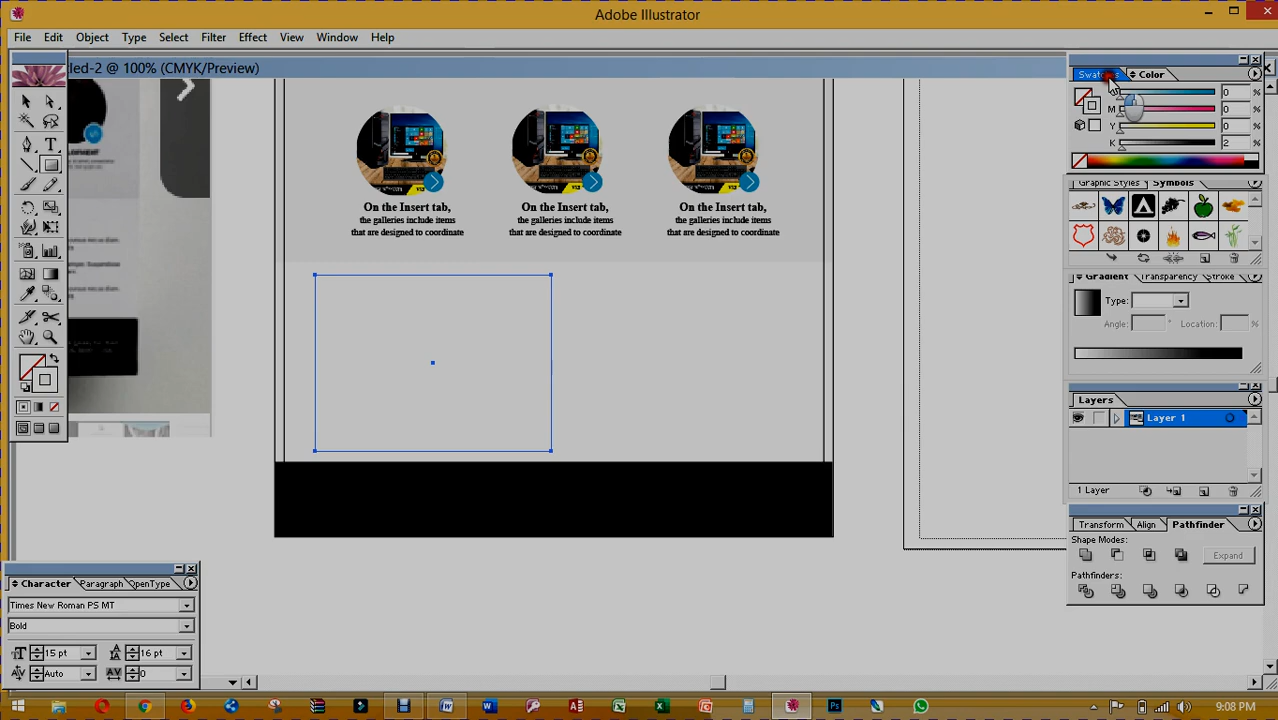 Adobe Illustrator
File Edit Object Type Select Filter Effect View Window Help
led-2 @ 100% (CMYK/Preview)
Color
0 %
M 0 %
Y 0 %
K 2 %
Graphic Styles Symbols
On the Insert tab,
the galleries include items
that are designed to coordinate
On the Insert tab,
the galleries include items
that are designed to coordinate
On the Insert tab,
the galleries include items
that are designed to coordinate
Gradient Transparency Stroke
Type:
Angle: ° Location: %
Layers
Layer 1
1 Layer
Transform Align Pathfinder
Shape Modes:
Expand
Pathfinders:
Character Paragraph OpenType
Times New Roman PS MT
Bold
15 pt 16 pt
Auto 0
9:08 PM